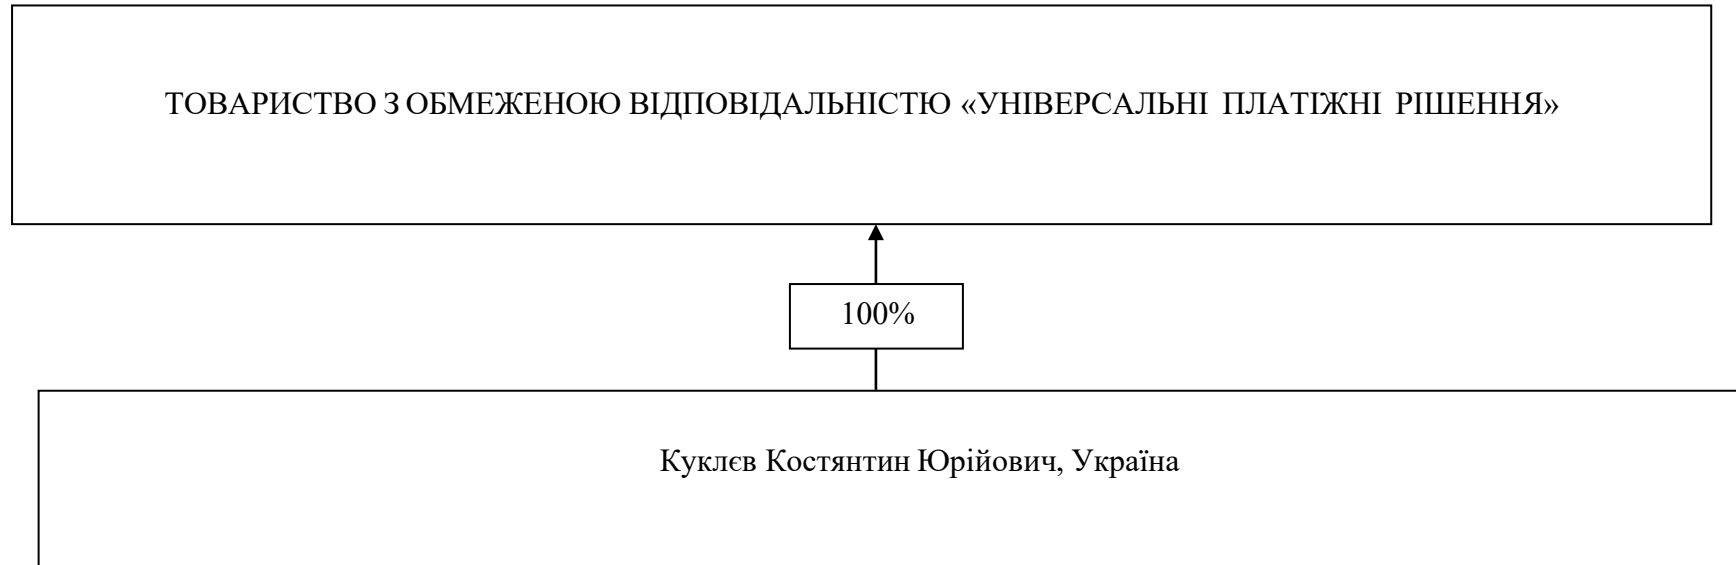 ТОВАРИСТВО З ОБМЕЖЕНОЮ ВІДПОВІДАЛЬНІСТЮ «УНІВЕРСАЛЬНІ ПЛАТІЖНІ РІШЕННЯ»
100%
Куклєв Костянтин Юрійович, Україна